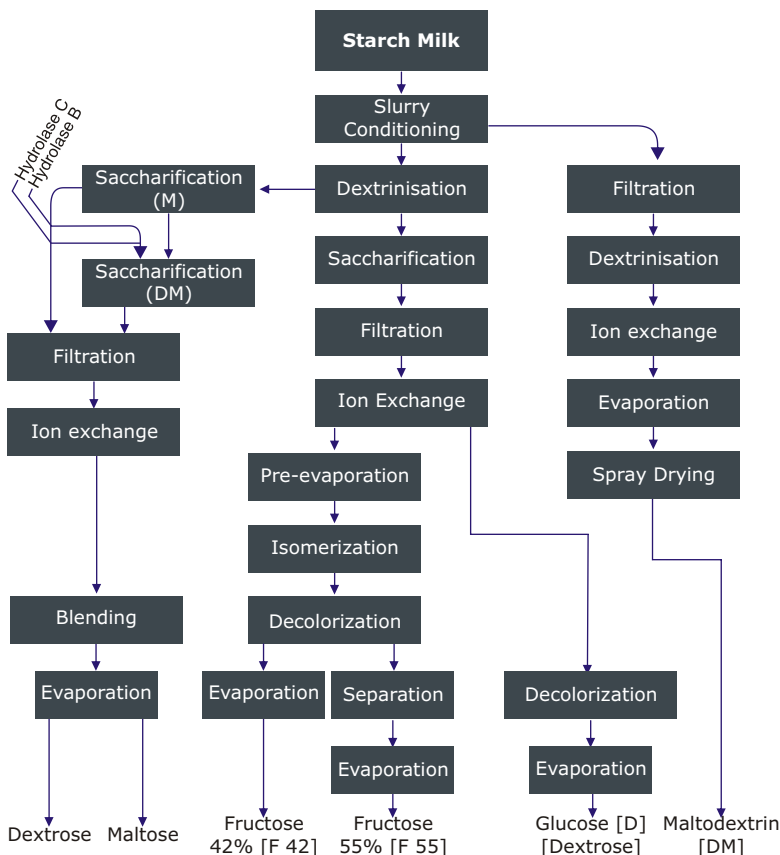 Starch Milk
Slurry
Conditioning
Hydrolase C
Hydrolase B
Saccharification
(M)
Dextrinisation
Filtration
Saccharification
(DM)
Saccharification
Dextrinisation
Filtration
Filtration
Ion exchange
Ion exchange
Ion Exchange
Evaporation
Pre-evaporation
Spray Drying
Isomerization
Blending
Decolorization
Evaporation
Evaporation
Separation
Decolorization
Evaporation
Evaporation
Dextrose
Maltose
Fructose
42% [F 42]
Fructose
55% [F 55]
Glucose [D]
[Dextrose]
Maltodextrin
[DM]